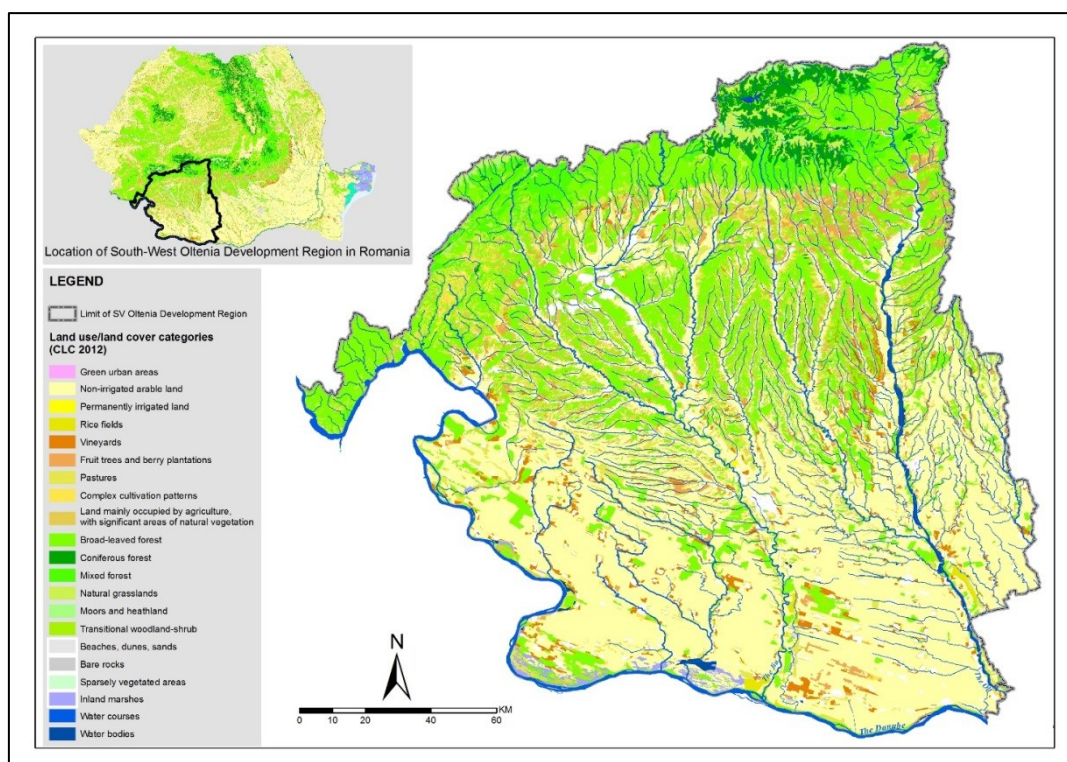 Location of South-West Oltenia Development Region in Romania
LEGEND
Limit of SV Oltenia Development Region
Land use/land cover categories
(CLC 2012)
Green urban areas
Non-irrigated arable land
Permanently irrigated land
Rice fields
Vineyards
Fruit trees and berry plantations
Pastures
Complex cultivation patterns
Land mainly occupied by agriculture,
with significant areas of natural vegetation
Broad-leaved forest
Coniferous forest
Mixed forest
Natural grasslands
Moors and heathland
Transitional woodland-shrub
Beaches, dunes, sands
Bare rocks
Sparsely vegetated areas
Inland marshes
Water courses
Water bodies
N
KM
0 10 20 40 60
The Olt
The Danube